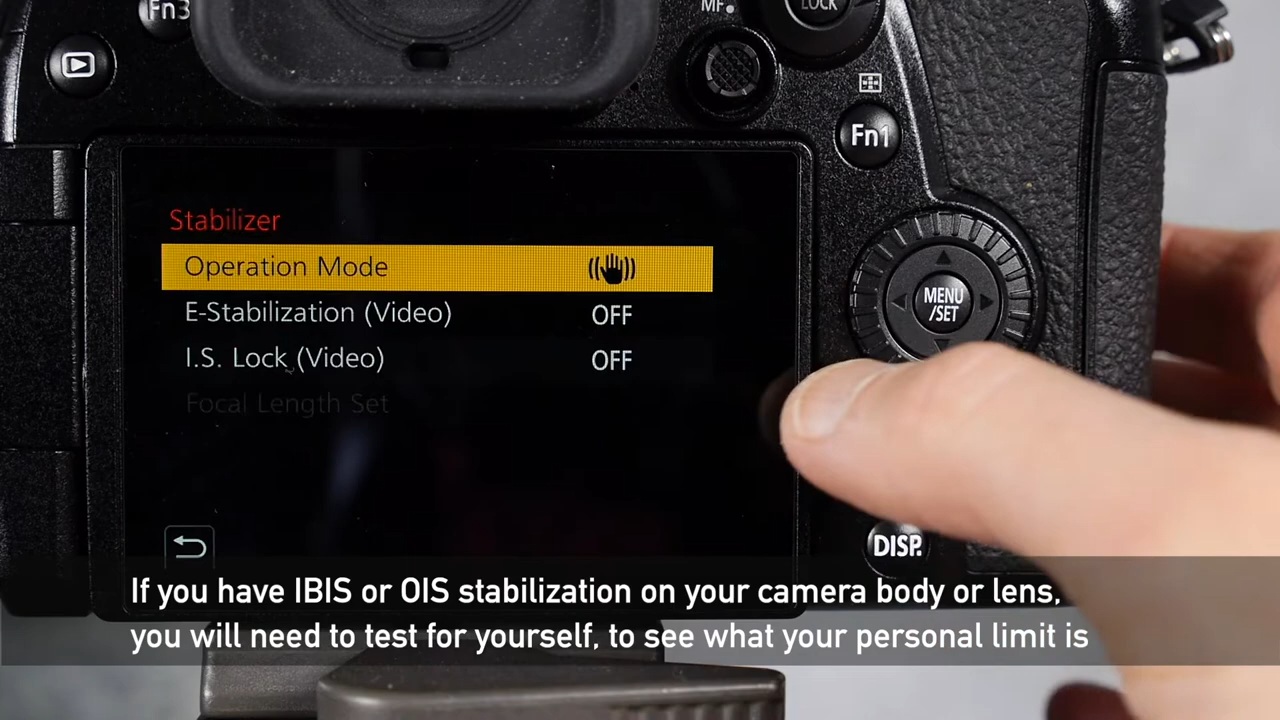 Fn3
MF
LOCK
Fn1
Stabilizer
Operation Mode
E-Stabilization (Video) OFF
I.S. Lock (Video) OFF
Focal Length Set
MENU
/SET
DISP.
If you have IBIS or OIS stabilization on your camera body or lens,
you will need to test for yourself, to see what your personal limit is